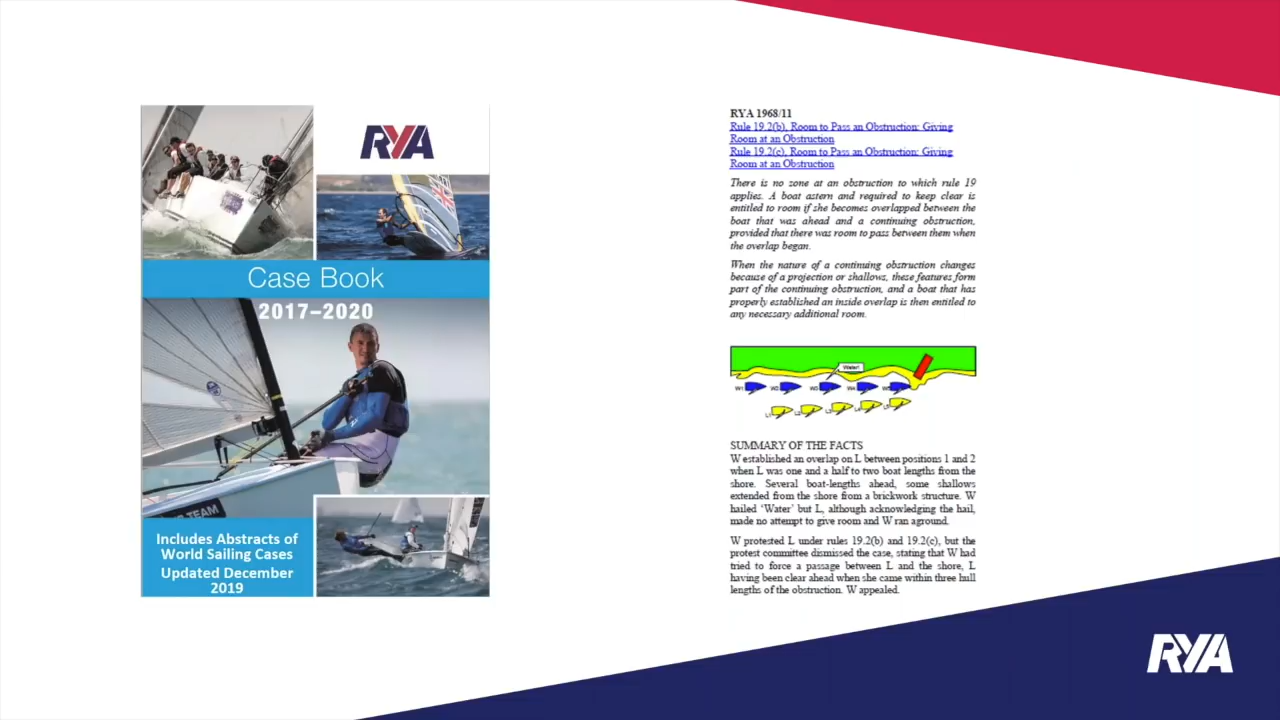 RYA
Case Book
2017–2020
TEAM
Includes Abstracts of
World Sailing Cases
Updated December
2019
RYA 1968/11
Rule 19.2(b), Room to Pass an Obstruction: Giving
Room at an Obstruction
Rule 19.2(c), Room to Pass an Obstruction: Giving
Room at an Obstruction
There is no zone at an obstruction to which rule 19
applies. A boat astern and required to keep clear is
entitled to room if she becomes overlapped between the
boat that was ahead and a continuing obstruction,
provided that there was room to pass between them when
the overlap began.
When the nature of a continuing obstruction changes
because of a projection or shallows, these features form
part of the continuing obstruction, and a boat that has
properly established an inside overlap is then entitled to
any necessary additional room.
Water!
W1 W2 W3 W4 W5
L1 L2 L3 L4 L5
SUMMARY OF THE FACTS
W established an overlap on L between positions 1 and 2
when L was one and a half to two boat lengths from the
shore. Several boat-lengths ahead, some shallows
extended from the shore from a brickwork structure. W
hailed ‘Water’ but L, although acknowledging the hail,
made no attempt to give room and W ran aground.
W protested L under rules 19.2(b) and 19.2(c), but the
protest committee dismissed the case, stating that W had
tried to force a passage between L and the shore, L
having been clear ahead when she came within three hull
lengths of the obstruction. W appealed.
RYA